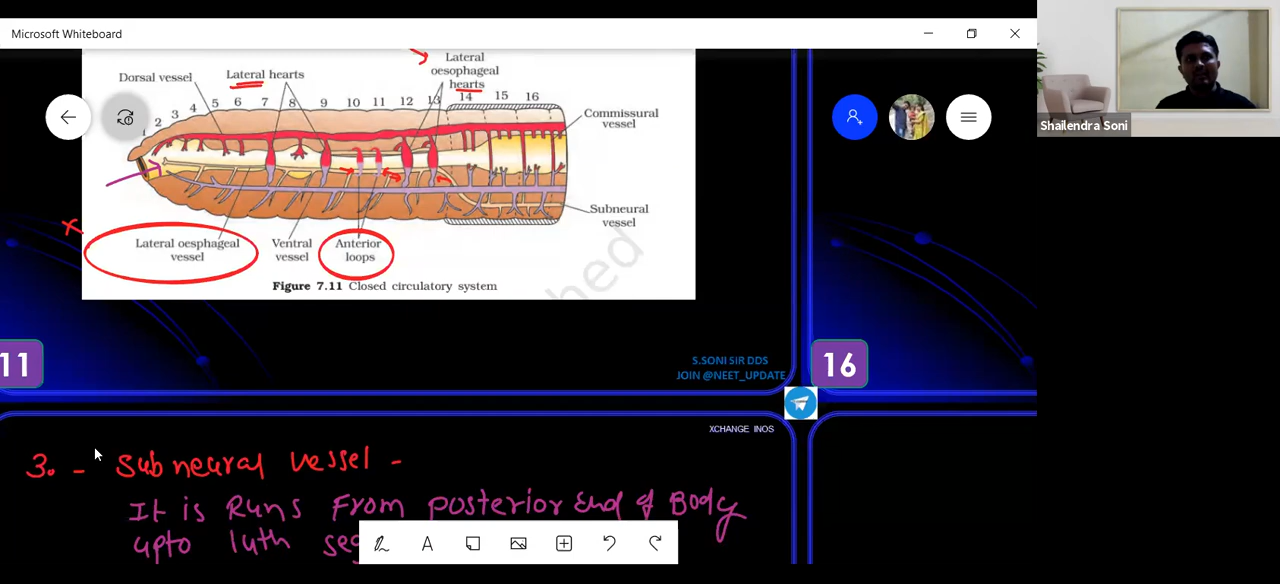 Microsoft Whiteboard
Lateral
oesophageal
hearts
Dorsal vessel
Lateral hearts
1 2 3 4 5 6 7 8 9 10 11 12 13 14 15 16
Commissural
vessel
Subneural
vessel
Lateral oesphageal
vessel
Ventral
vessel
Anterior
loops
hed
Figure 7.11 Closed circulatory system
Shailendra Soni
11
S.SONI SIR DDS
JOIN @NEET_UPDATE
16
XCHANGE INOS
3. - Subneural vessel -
It is Runs From posterior End of Body
upto 14th seg
A